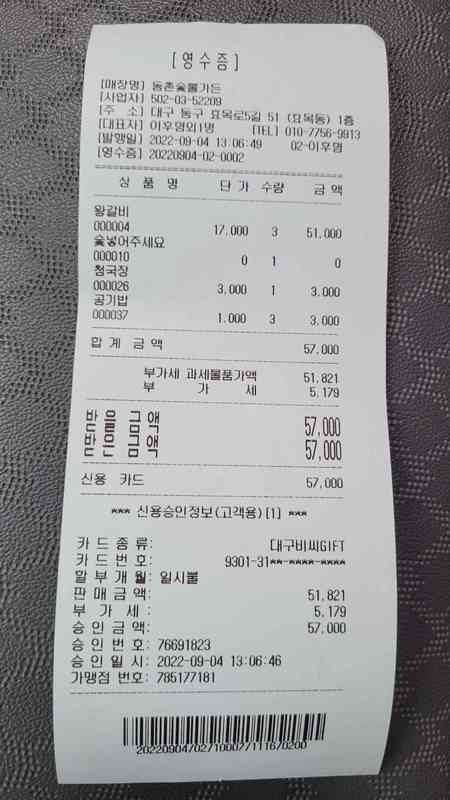 [영수증]
[매장명] 동촌숯불가든
[사업자] 502-03-52209
[주 소] 대구 동구 효목로5길 51 (효목동) 1층
[대표자] 이후염외1명 [TEL] 010-7756-9913
[발행일] 2022-09-04 13:06:49 02-이후염
[영수증] 20220904-02-0002
상 품 명 단 가 수량 금 액
왕갈비
000004 17,000 3 51,000
숯넣어주세요
000010 0 1 0
청국장
000026 3,000 1 3,000
공기밥
000037 1,000 3 3,000
합 계 금 액 57,000
부가세 과세물품가액 51,821
부 가 세 5,179
받을금액 57,000
받은금액 57,000
신용 카드 57,000
*** 신용승인정보(고객용)[1] ***
카 드 종 류: 대구비씨GIFT
카 드 번 호: 9301-31**-****-****
할 부 개 월: 일시불
판 매 금 액: 51,821
부 가 세 : 5,179
승 인 금 액: 57,000
승 인 번 호: 76691823
승 인 일 시: 2022-09-04 13:06:46
가맹점 번호: 785177181
20220904/02/10007/1116/0200